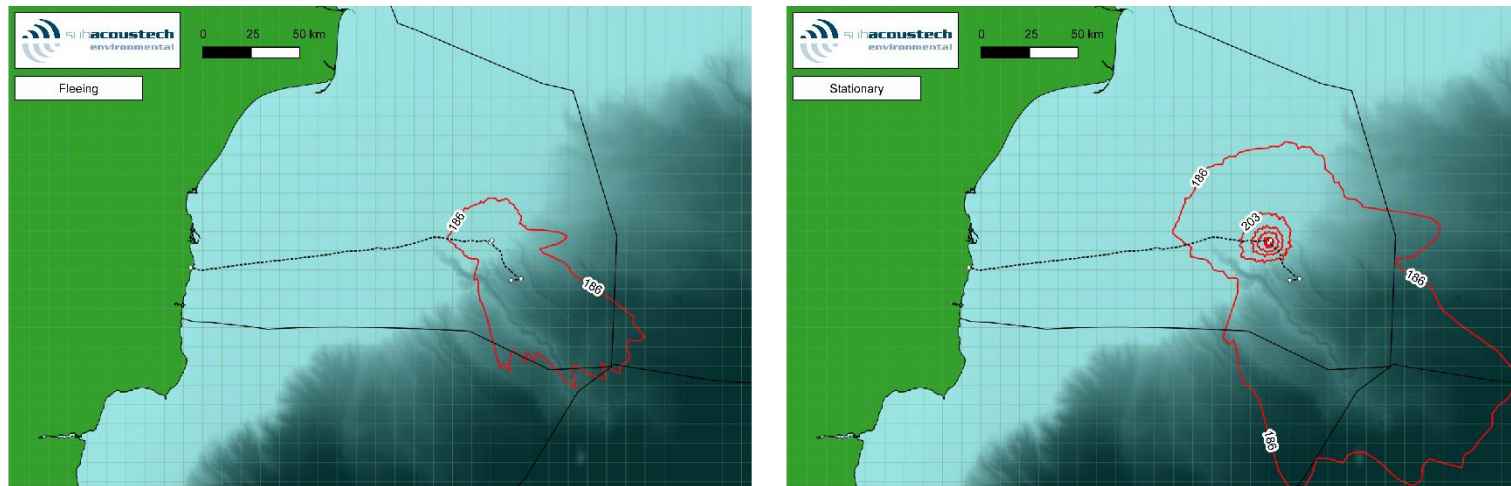 subacoustech
environmental
0 25 50 km
Fleeing
186
186
subacoustech
environmental
0 25 50 km
Stationary
186
203
186
186